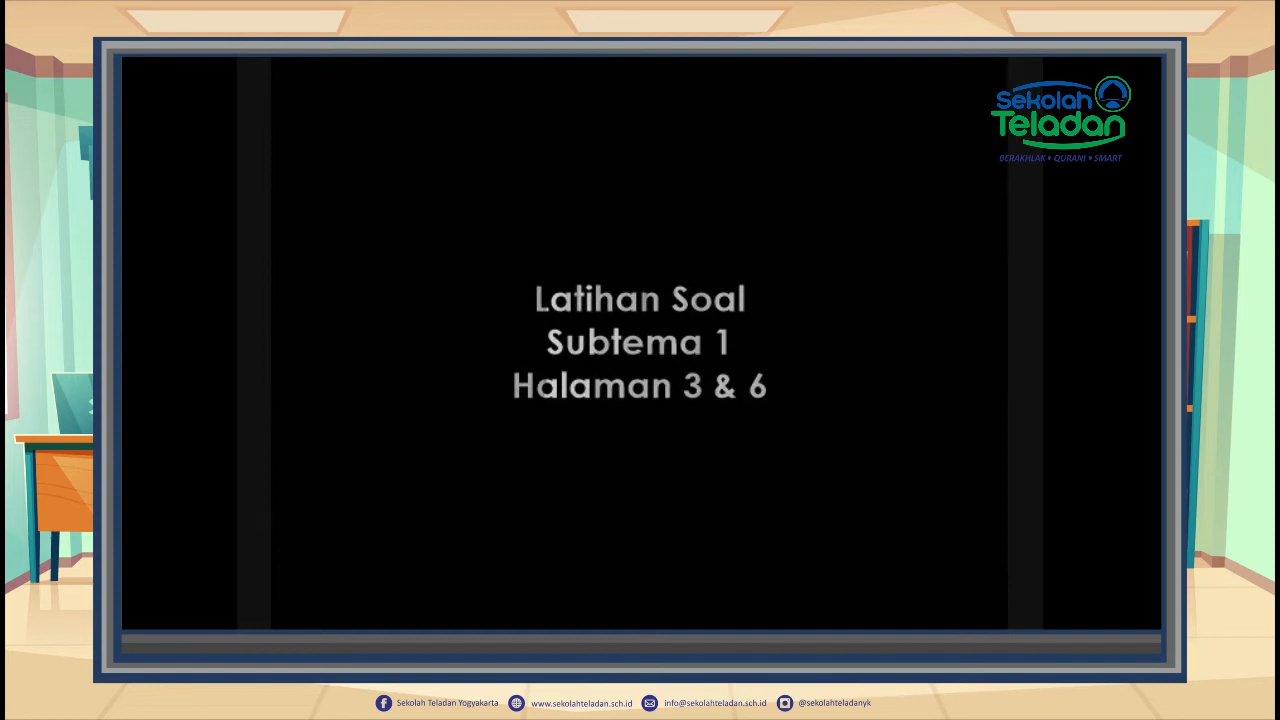 Sekolah
Teladan
BERAKHLAK • QURANI • SMART
Latihan Soal
Subtema 1
Halaman 3 & 6
Sekolah Teladan Yogyakarta
www.sekolahteladan.sch.id
info@sekolahteladan.sch.id
@sekolahteladanyk